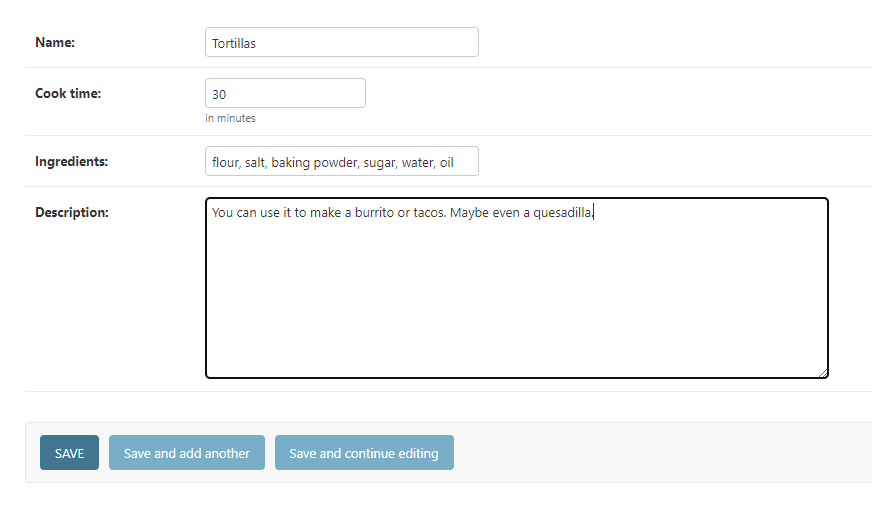 Name:
Tortillas
Cook time:
30
in minutes
Ingredients:
flour, salt, baking powder, sugar, water, oil
Description:
You can use it to make a burrito or tacos. Maybe even a quesadilla.
SAVE
Save and add another
Save and continue editing